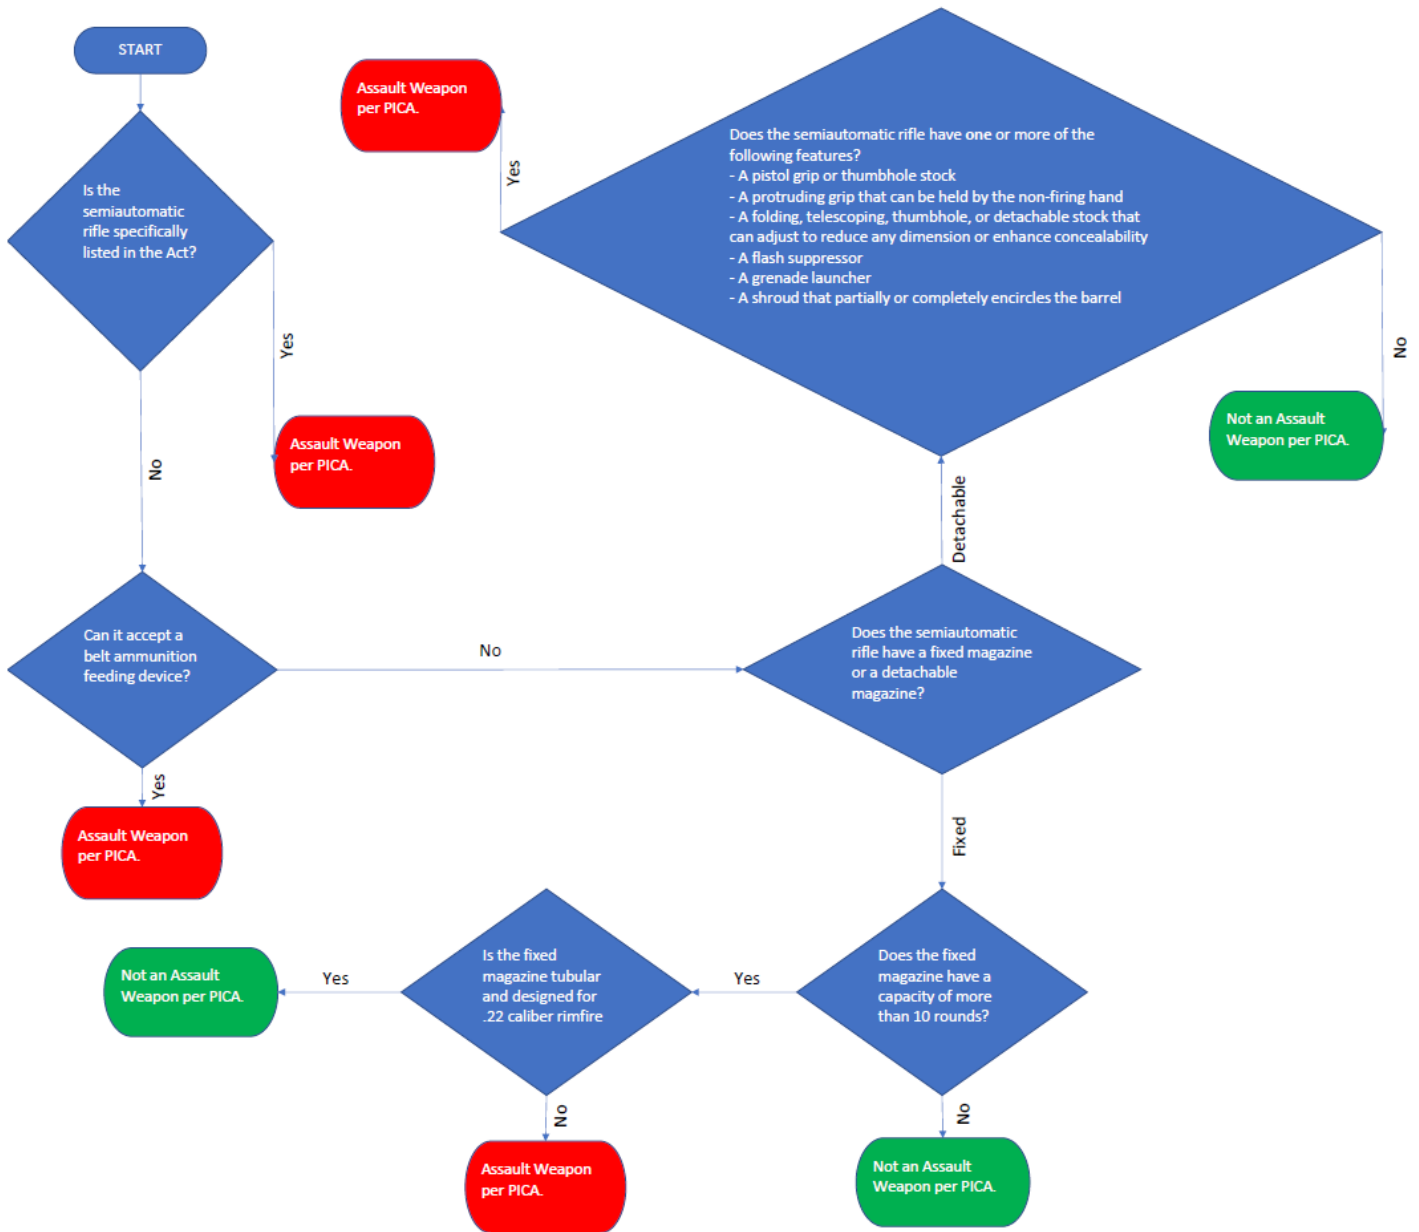 START
Is the
semiautomatic
rifle specifically
listed in the Act?
Yes
Assault Weapon
per PICA.
No
Can it accept a
belt ammunition
feeding device?
Yes
Assault Weapon
per PICA.
No
Does the semiautomatic
rifle have a fixed magazine
or a detachable
magazine?
Detachable
Does the semiautomatic rifle have one or more of the
following features?
- A pistol grip or thumbhole stock
- A protruding grip that can be held by the non-firing hand
- A folding, telescoping, thumbhole, or detachable stock that
can adjust to reduce any dimension or enhance concealability
- A flash suppressor
- A grenade launcher
- A shroud that partially or completely encircles the barrel
Yes
Assault Weapon
per PICA.
No
Not an Assault
Weapon per PICA.
Fixed
Does the fixed
magazine have a
capacity of more
than 10 rounds?
No
Not an Assault
Weapon per PICA.
Yes
Is the fixed
magazine tubular
and designed for
.22 caliber rimfire
Yes
Not an Assault
Weapon per PICA.
No
Assault Weapon
per PICA.